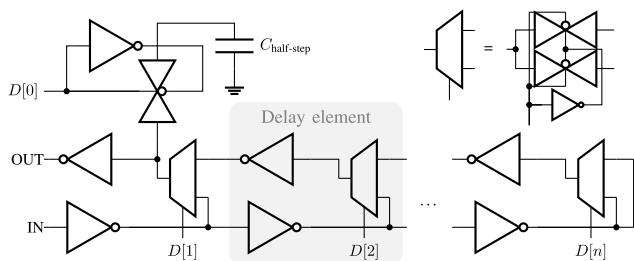 C_half-step
=
D[0]
Delay element
OUT
...
IN
D[1]
D[2]
D[n]